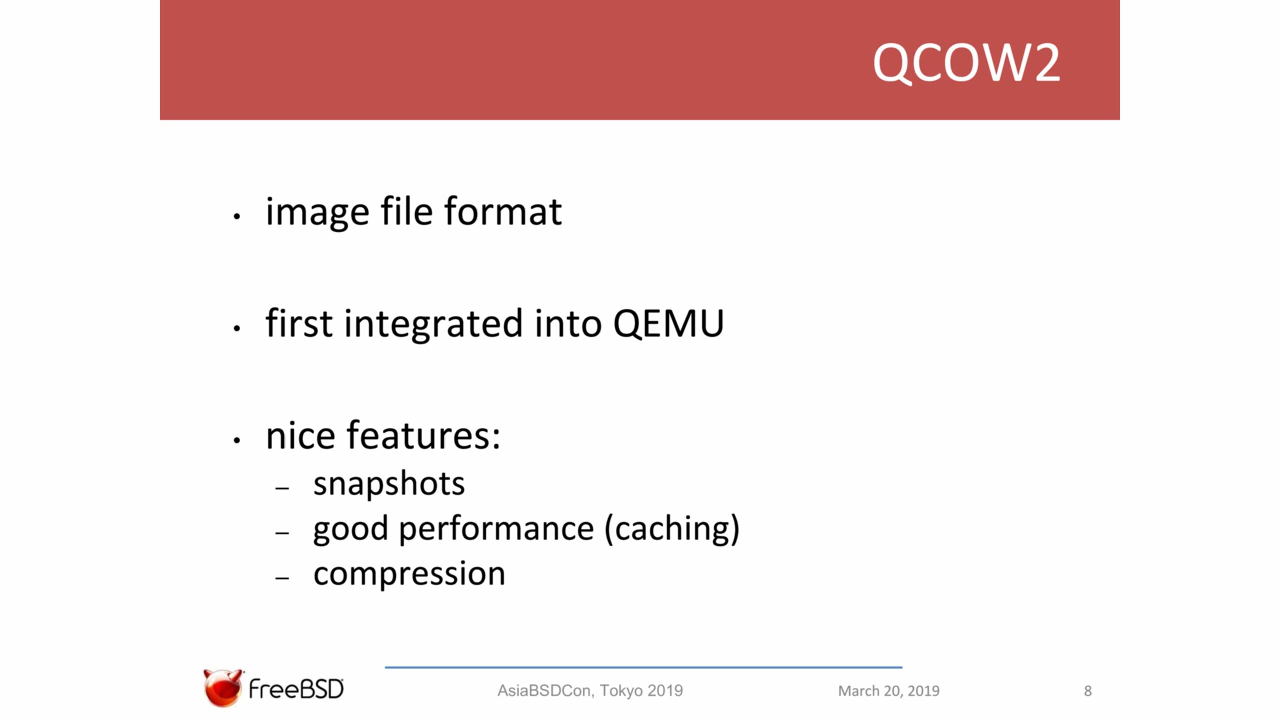 QCOW2
• image file format
• first integrated into QEMU
• nice features:
– snapshots
– good performance (caching)
– compression
FreeBSD
AsiaBSDCon, Tokyo 2019
March 20, 2019
8